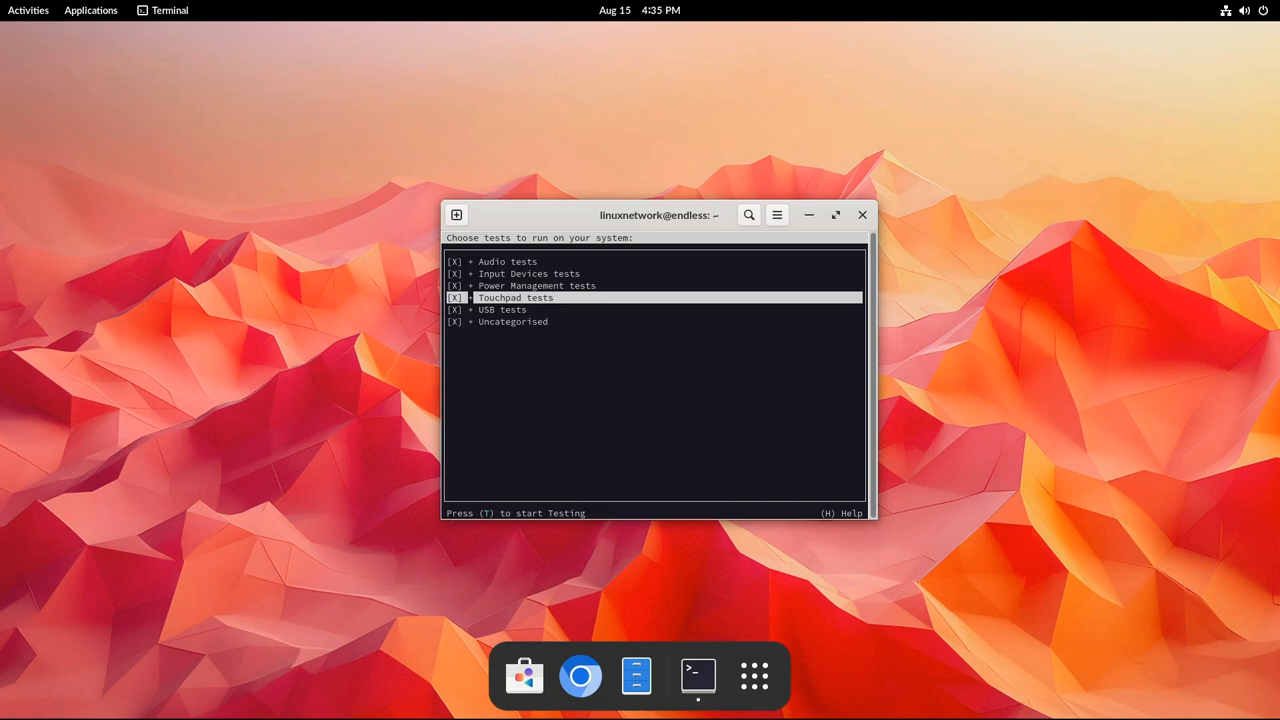 Activities Applications Terminal Aug 15 4:35 PM
linuxnetwork@endless: ~
Choose tests to run on your system:
[X] + Audio tests
[X] + Input Devices tests
[X] + Power Management tests
[X] + Touchpad tests
[X] + USB tests
[X] + Uncategorised
Press (T) to start Testing (H) Help
>_